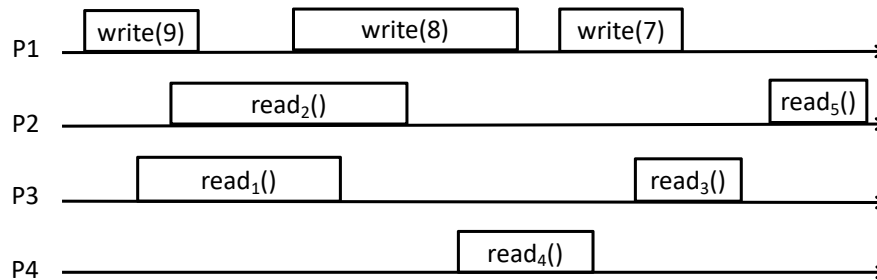 P1 write(9) write(8) write(7)
P2 read₂() read₅()
P3 read₁() read₃()
P4 read₄()